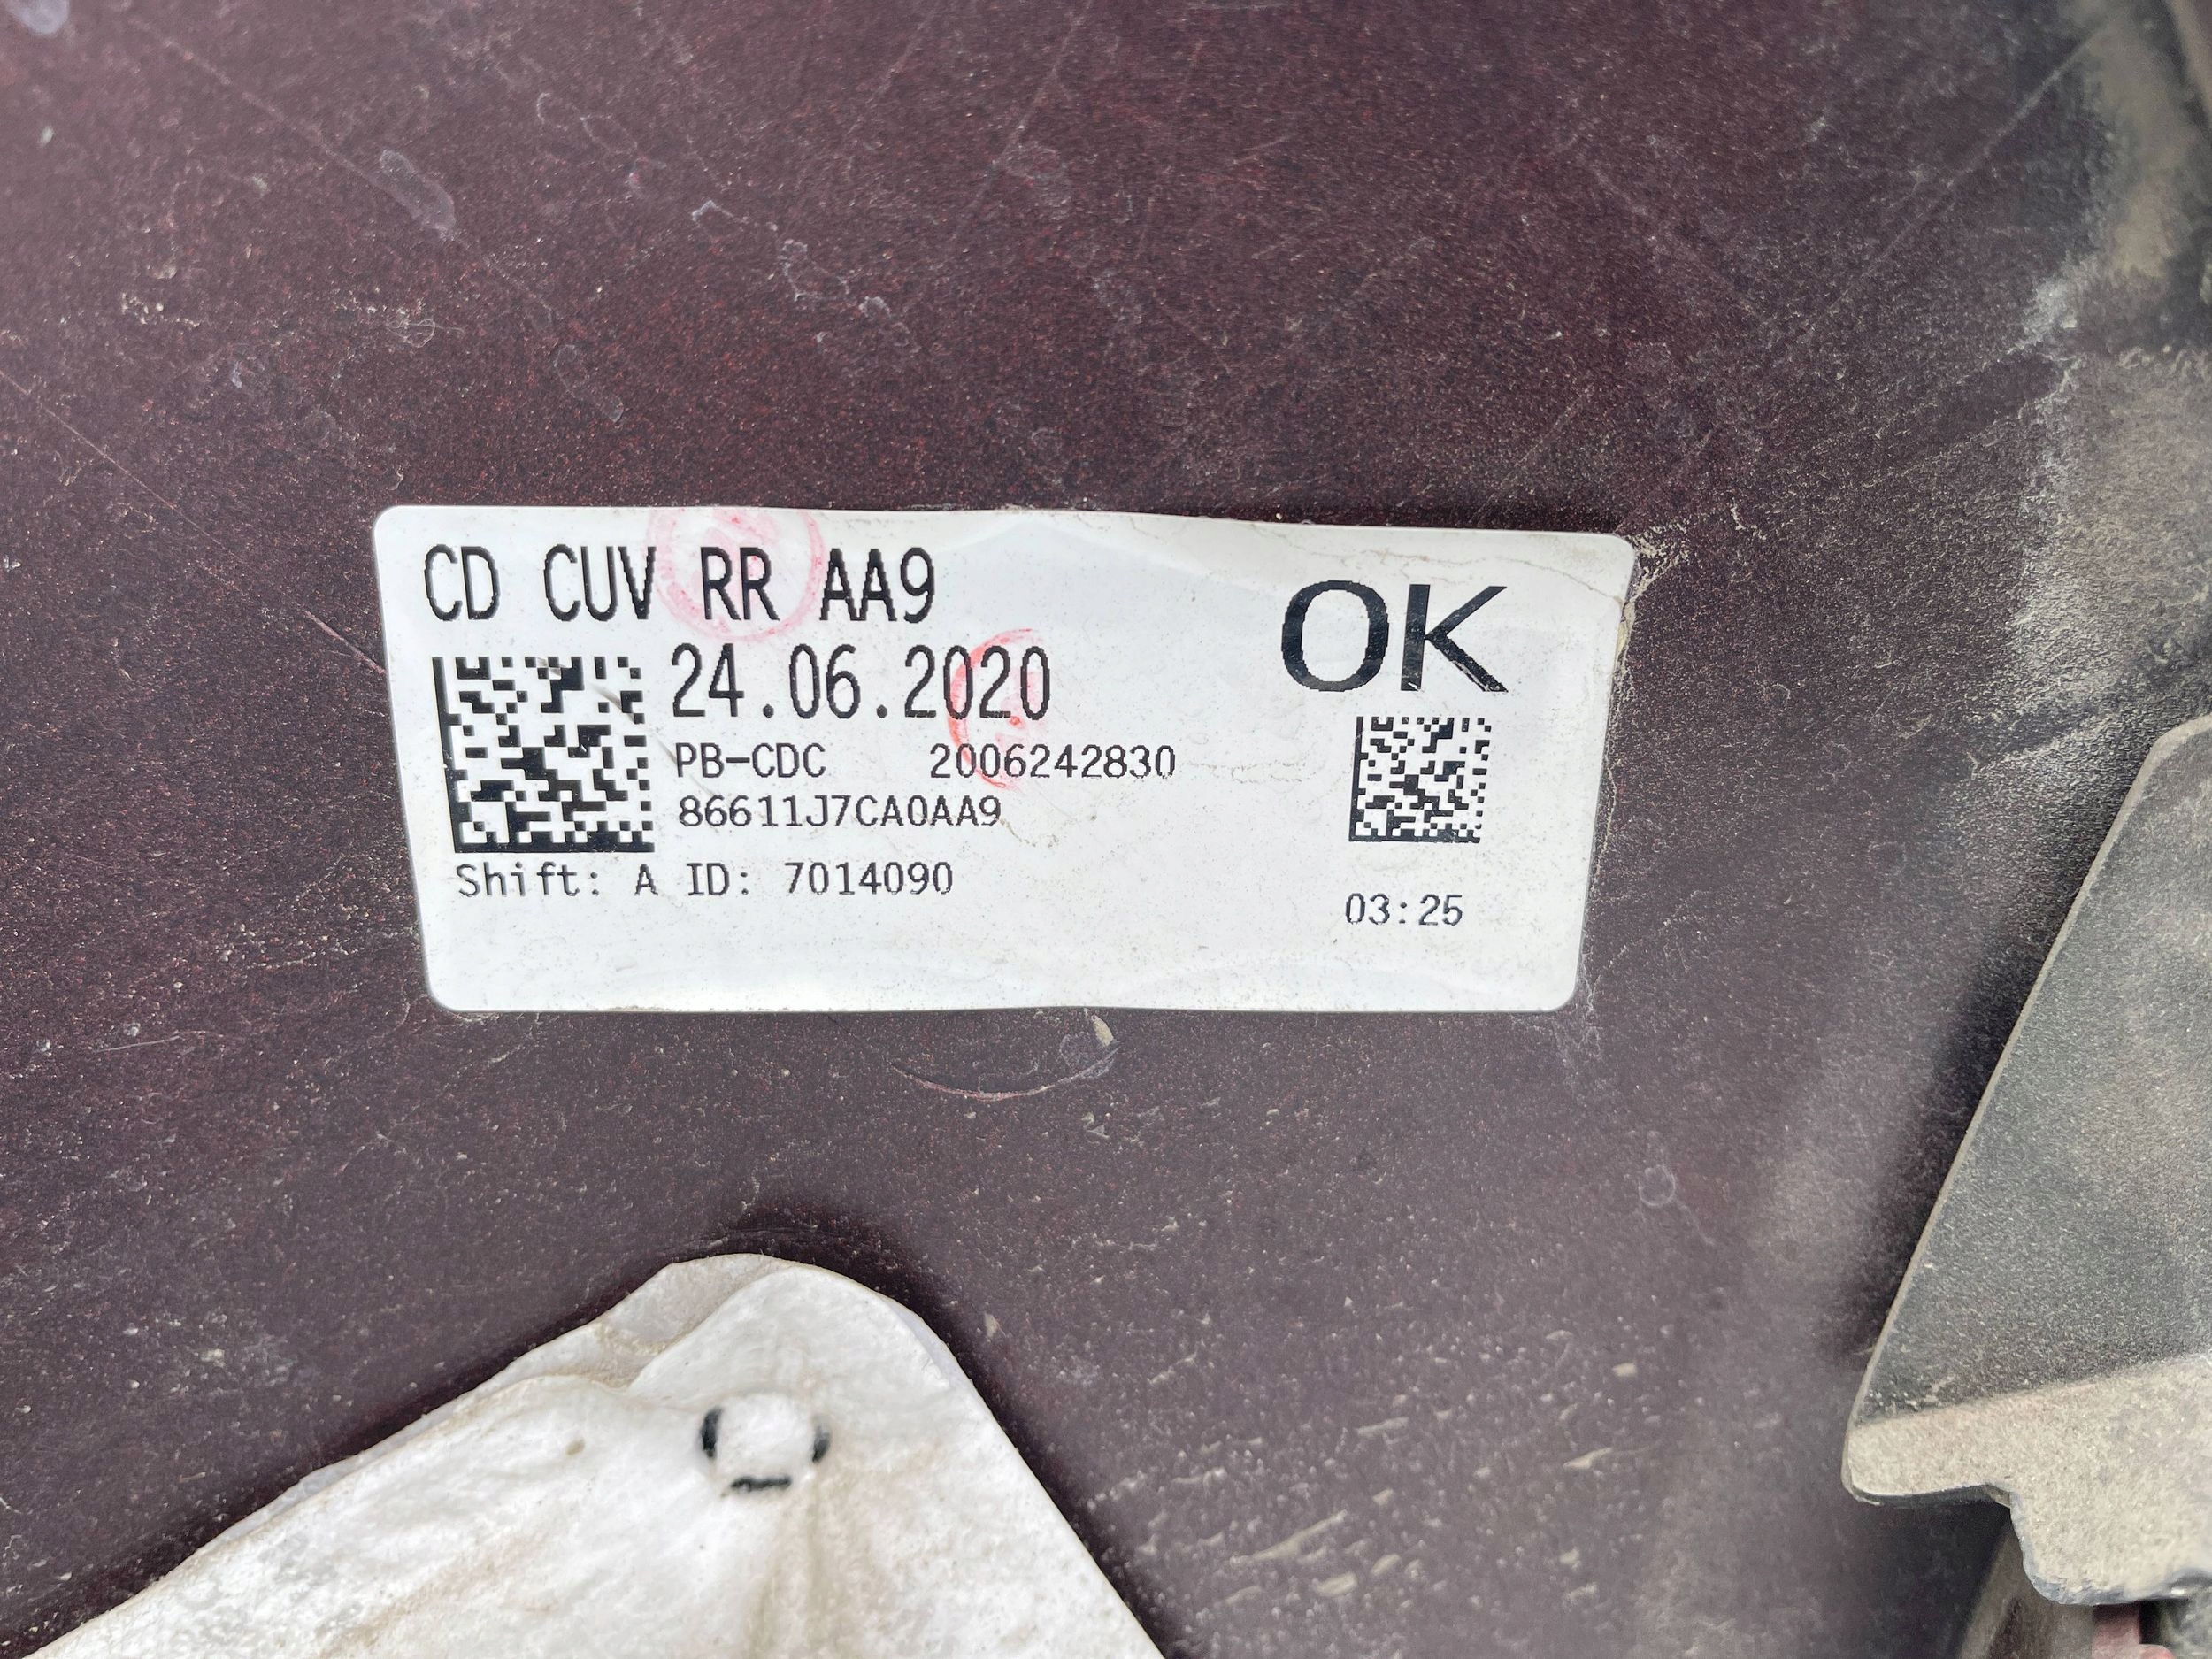 CD CUV RR AA9
OK
24.06.2020
PB-CDC 2006242830
86611J7CA0AA9
Shift: A ID: 7014090
03:25